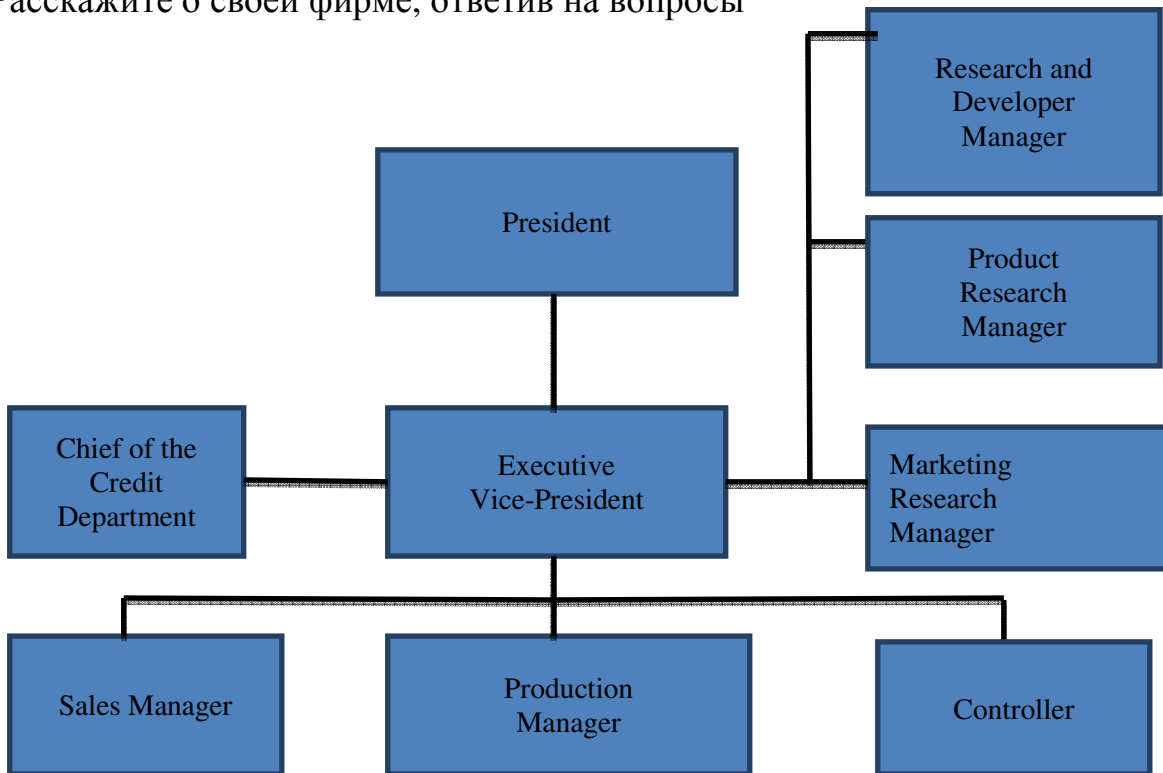 Расскажите о своей фирме, ответив на вопросы
Research and
Developer
Manager
President
Product
Research
Manager
Chief of the
Credit
Department
Executive
Vice-President
Marketing
Research
Manager
Sales Manager
Production
Manager
Controller